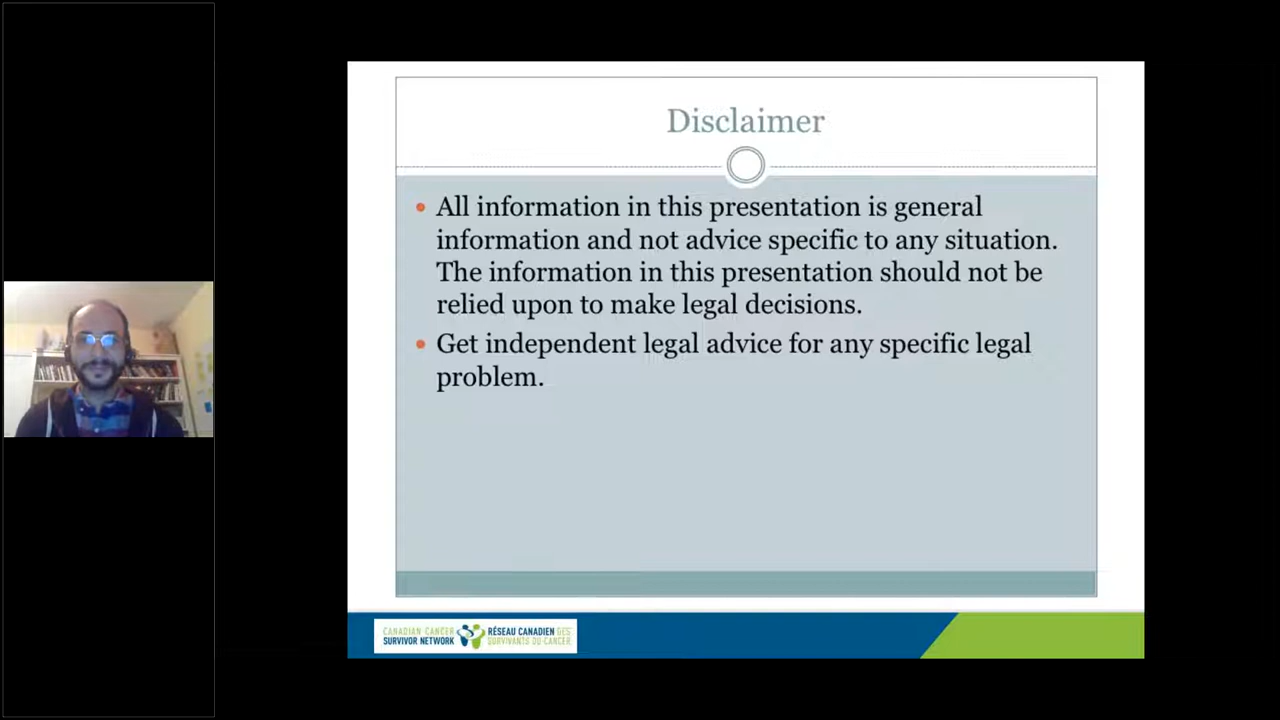 Disclaimer
All information in this presentation is general
information and not advice specific to any situation.
The information in this presentation should not be
relied upon to make legal decisions.
Get independent legal advice for any specific legal
problem.
CANADIAN CANCER
SURVIVOR NETWORK
RÉSEAU CANADIEN DES
SURVIVANTS DU CANCER